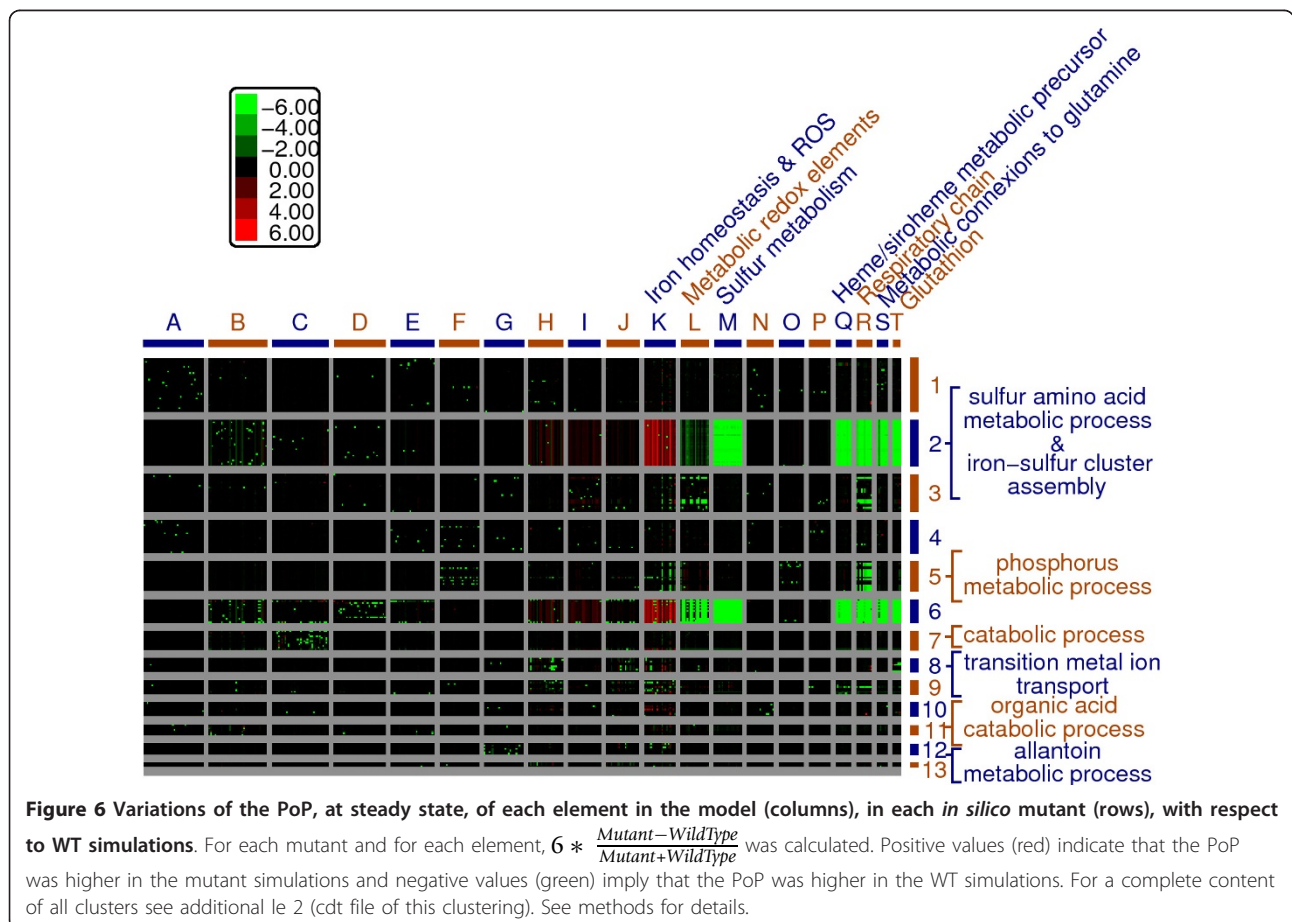 -6.00
-4.00
-2.00
0.00
2.00
4.00
6.00
Iron homeostasis & ROS
Metabolic redox elements
Sulfur metabolism
Heme/siroheme metabolic precursor
Respiratory chain
Metabolic connexions to glutamine
Glutathion
A B C D E F G H I J K L M N O P Q R S T
1
2
3
4
5
6
7
8
9
10
11
12
13
sulfur amino acid
metabolic process
&
iron-sulfur cluster
assembly
phosphorus
metabolic process
catabolic process
transition metal ion
transport
organic acid
catabolic process
allantoin
metabolic process
Figure 6 Variations of the PoP, at steady state, of each element in the model (columns), in each in silico mutant (rows), with respect
to WT simulations. For each mutant and for each element, 6 * Mutant−WildType / Mutant+WildType was calculated. Positive values (red) indicate that the PoP
was higher in the mutant simulations and negative values (green) imply that the PoP was higher in the WT simulations. For a complete content
of all clusters see additional le 2 (cdt file of this clustering). See methods for details.